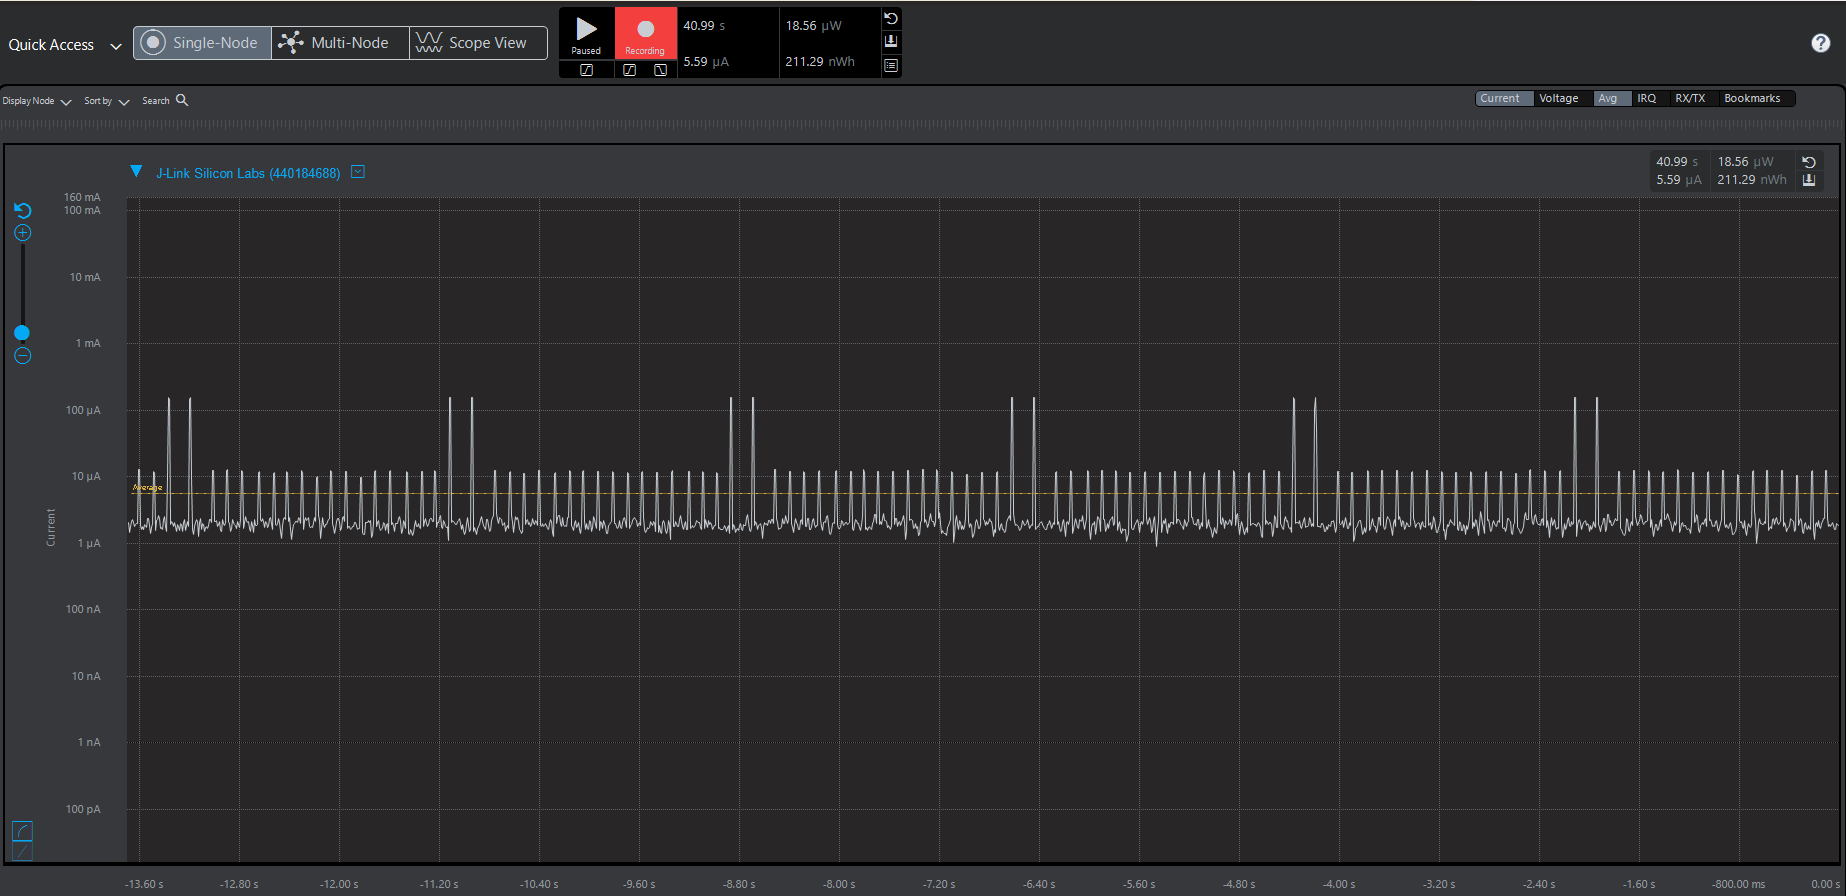 Quick Access
Single-Node
Multi-Node
Scope View
Paused
Recording
40.99 s
18.56 µW
5.59 µA
211.29 nWh
Display Node
Sort by
Search
Current
Voltage
Avg
IRQ
RX/TX
Bookmarks
J-Link Silicon Labs (440184688)
40.99 s
18.56 µW
5.59 µA
211.29 nWh
160 mA
100 mA
10 mA
1 mA
100 µA
10 µA
Average
Current
1 µA
100 nA
10 nA
1 nA
100 pA
-13.60 s
-12.80 s
-12.00 s
-11.20 s
-10.40 s
-9.60 s
-8.80 s
-8.00 s
-7.20 s
-6.40 s
-5.60 s
-4.80 s
-4.00 s
-3.20 s
-2.40 s
-1.60 s
-800.00 ms
0.00 s